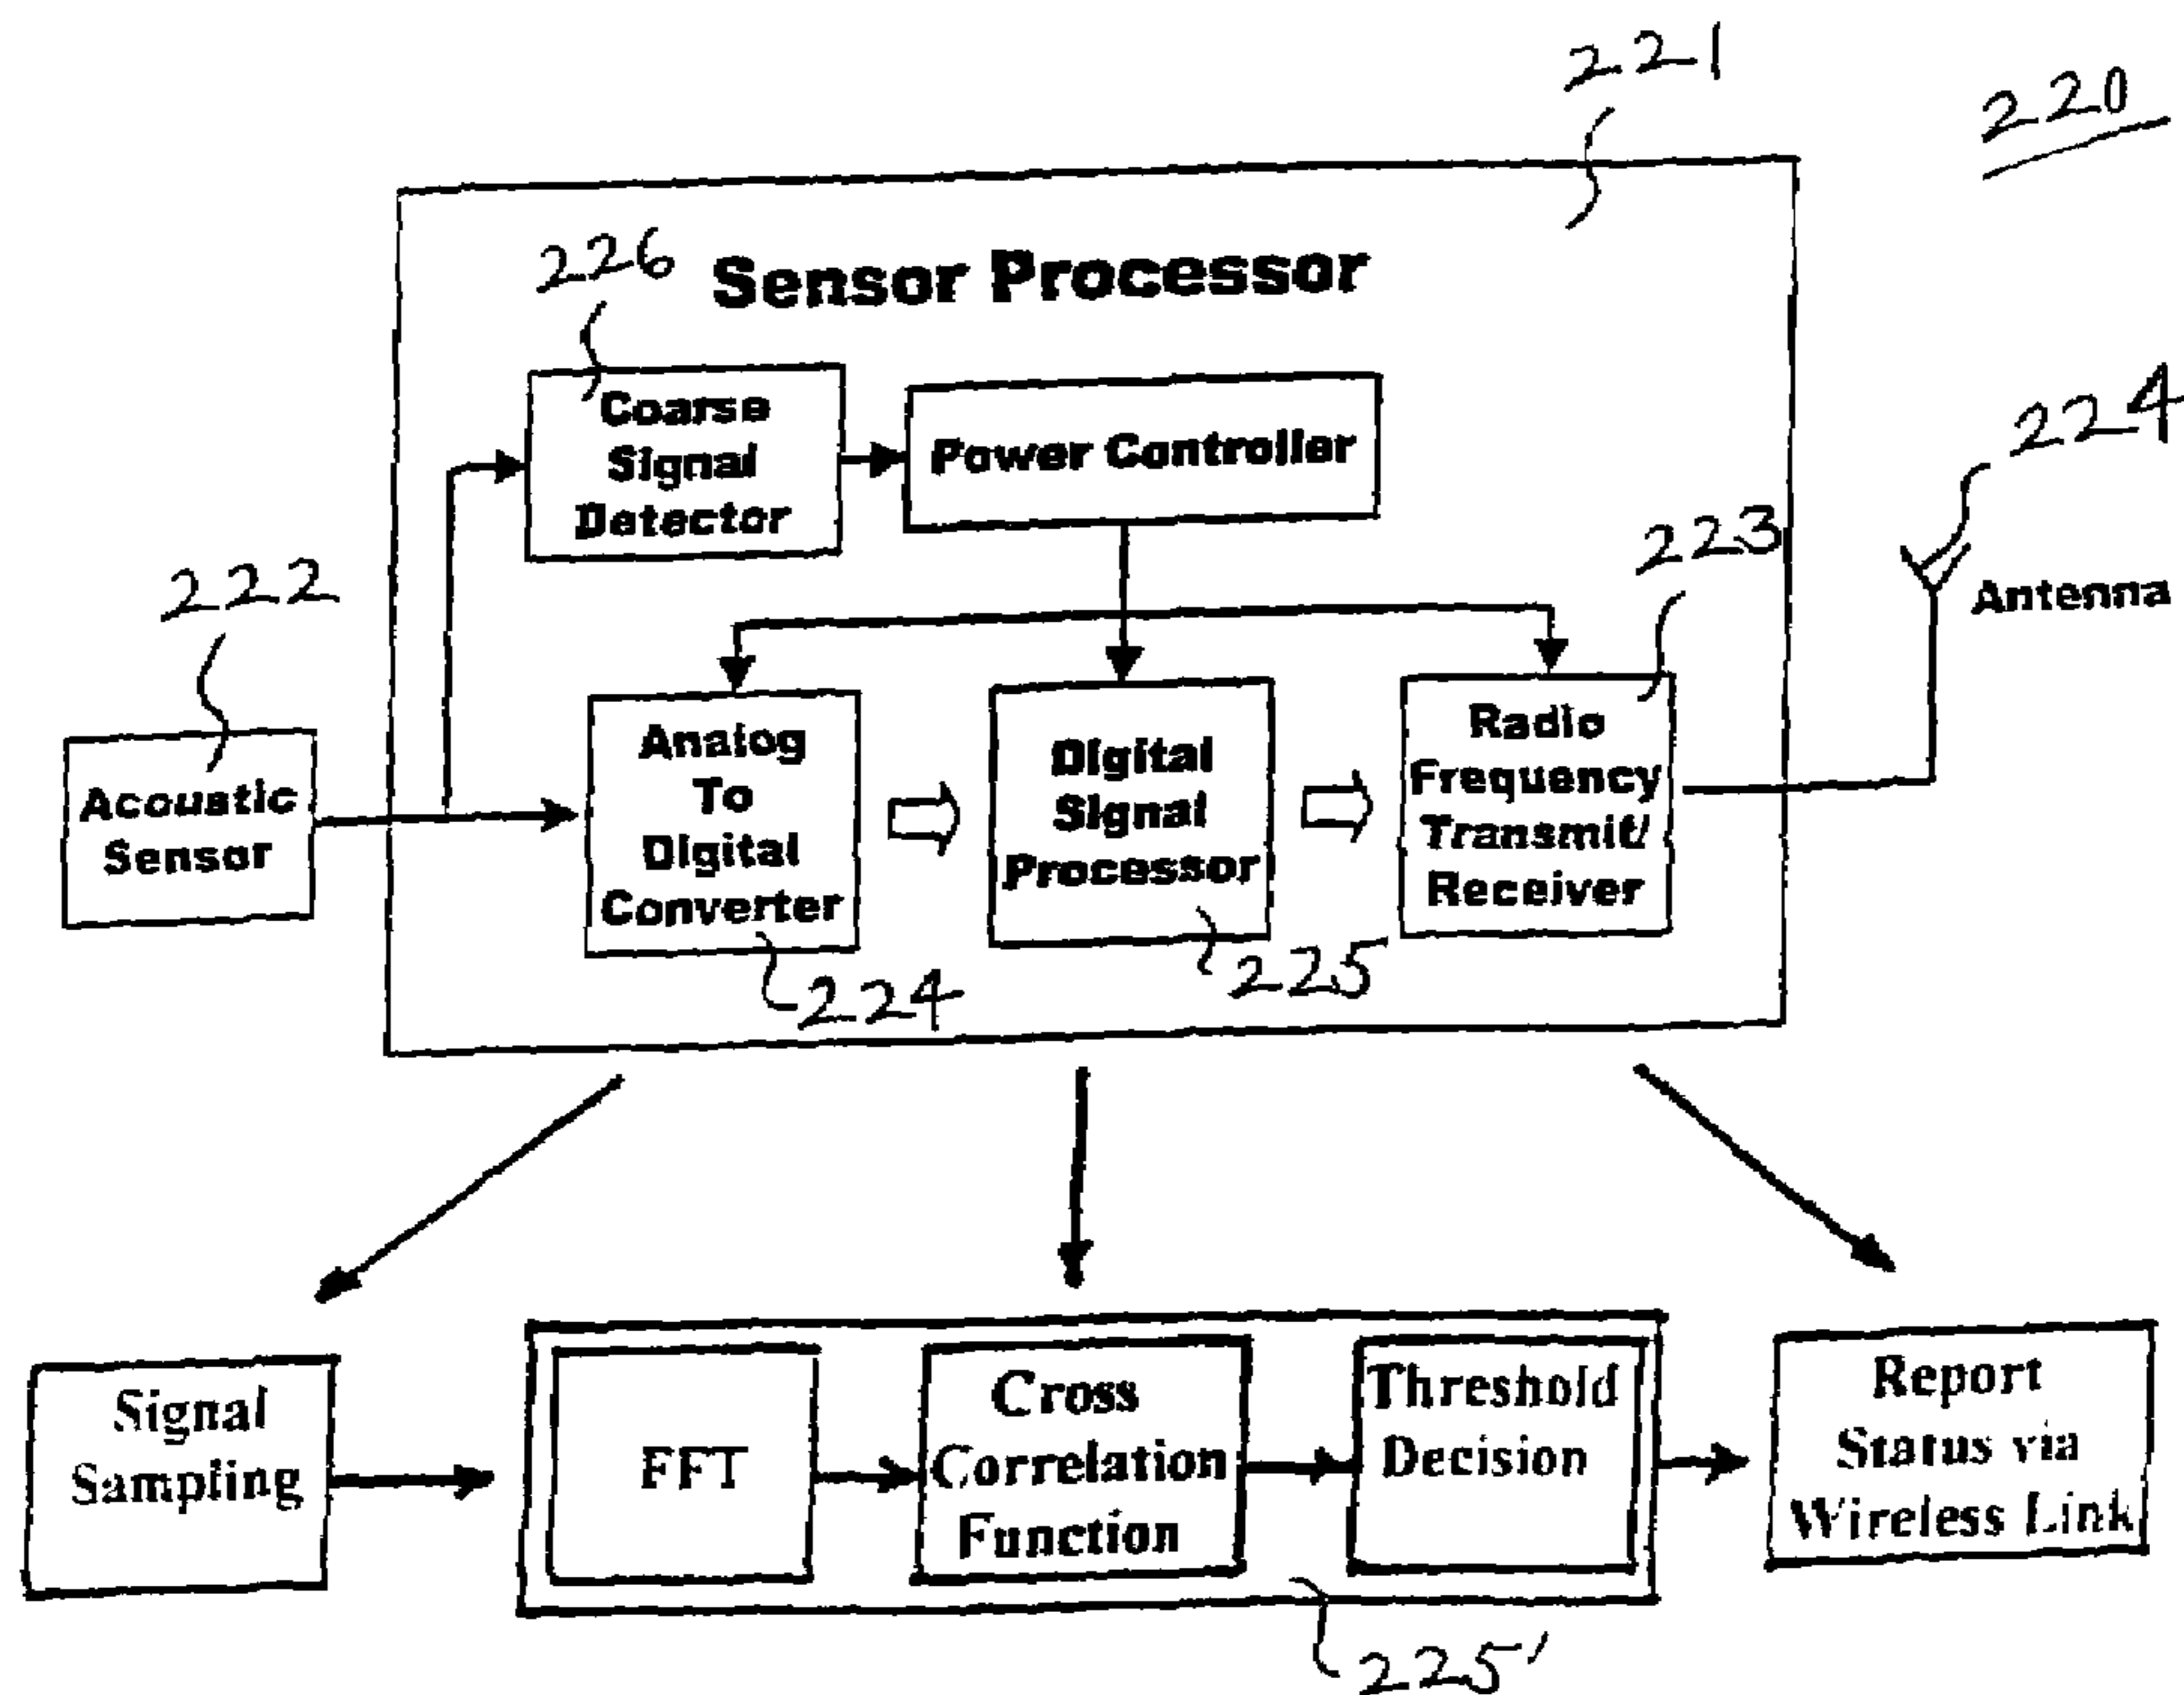 221
220
226
Sensor Processor
Coarse
Signal
Detector
Power Controller
224
223
Antenna
222
Acoustic
Sensor
Analog
To
Digital
Converter
Digital
Signal
Processor
Radio
Frequency
Transmit/
Receiver
224
225
Signal
Sampling
FFT
Cross
Correlation
Function
Threshold
Decision
Report
Status via
Wireless Link
225'